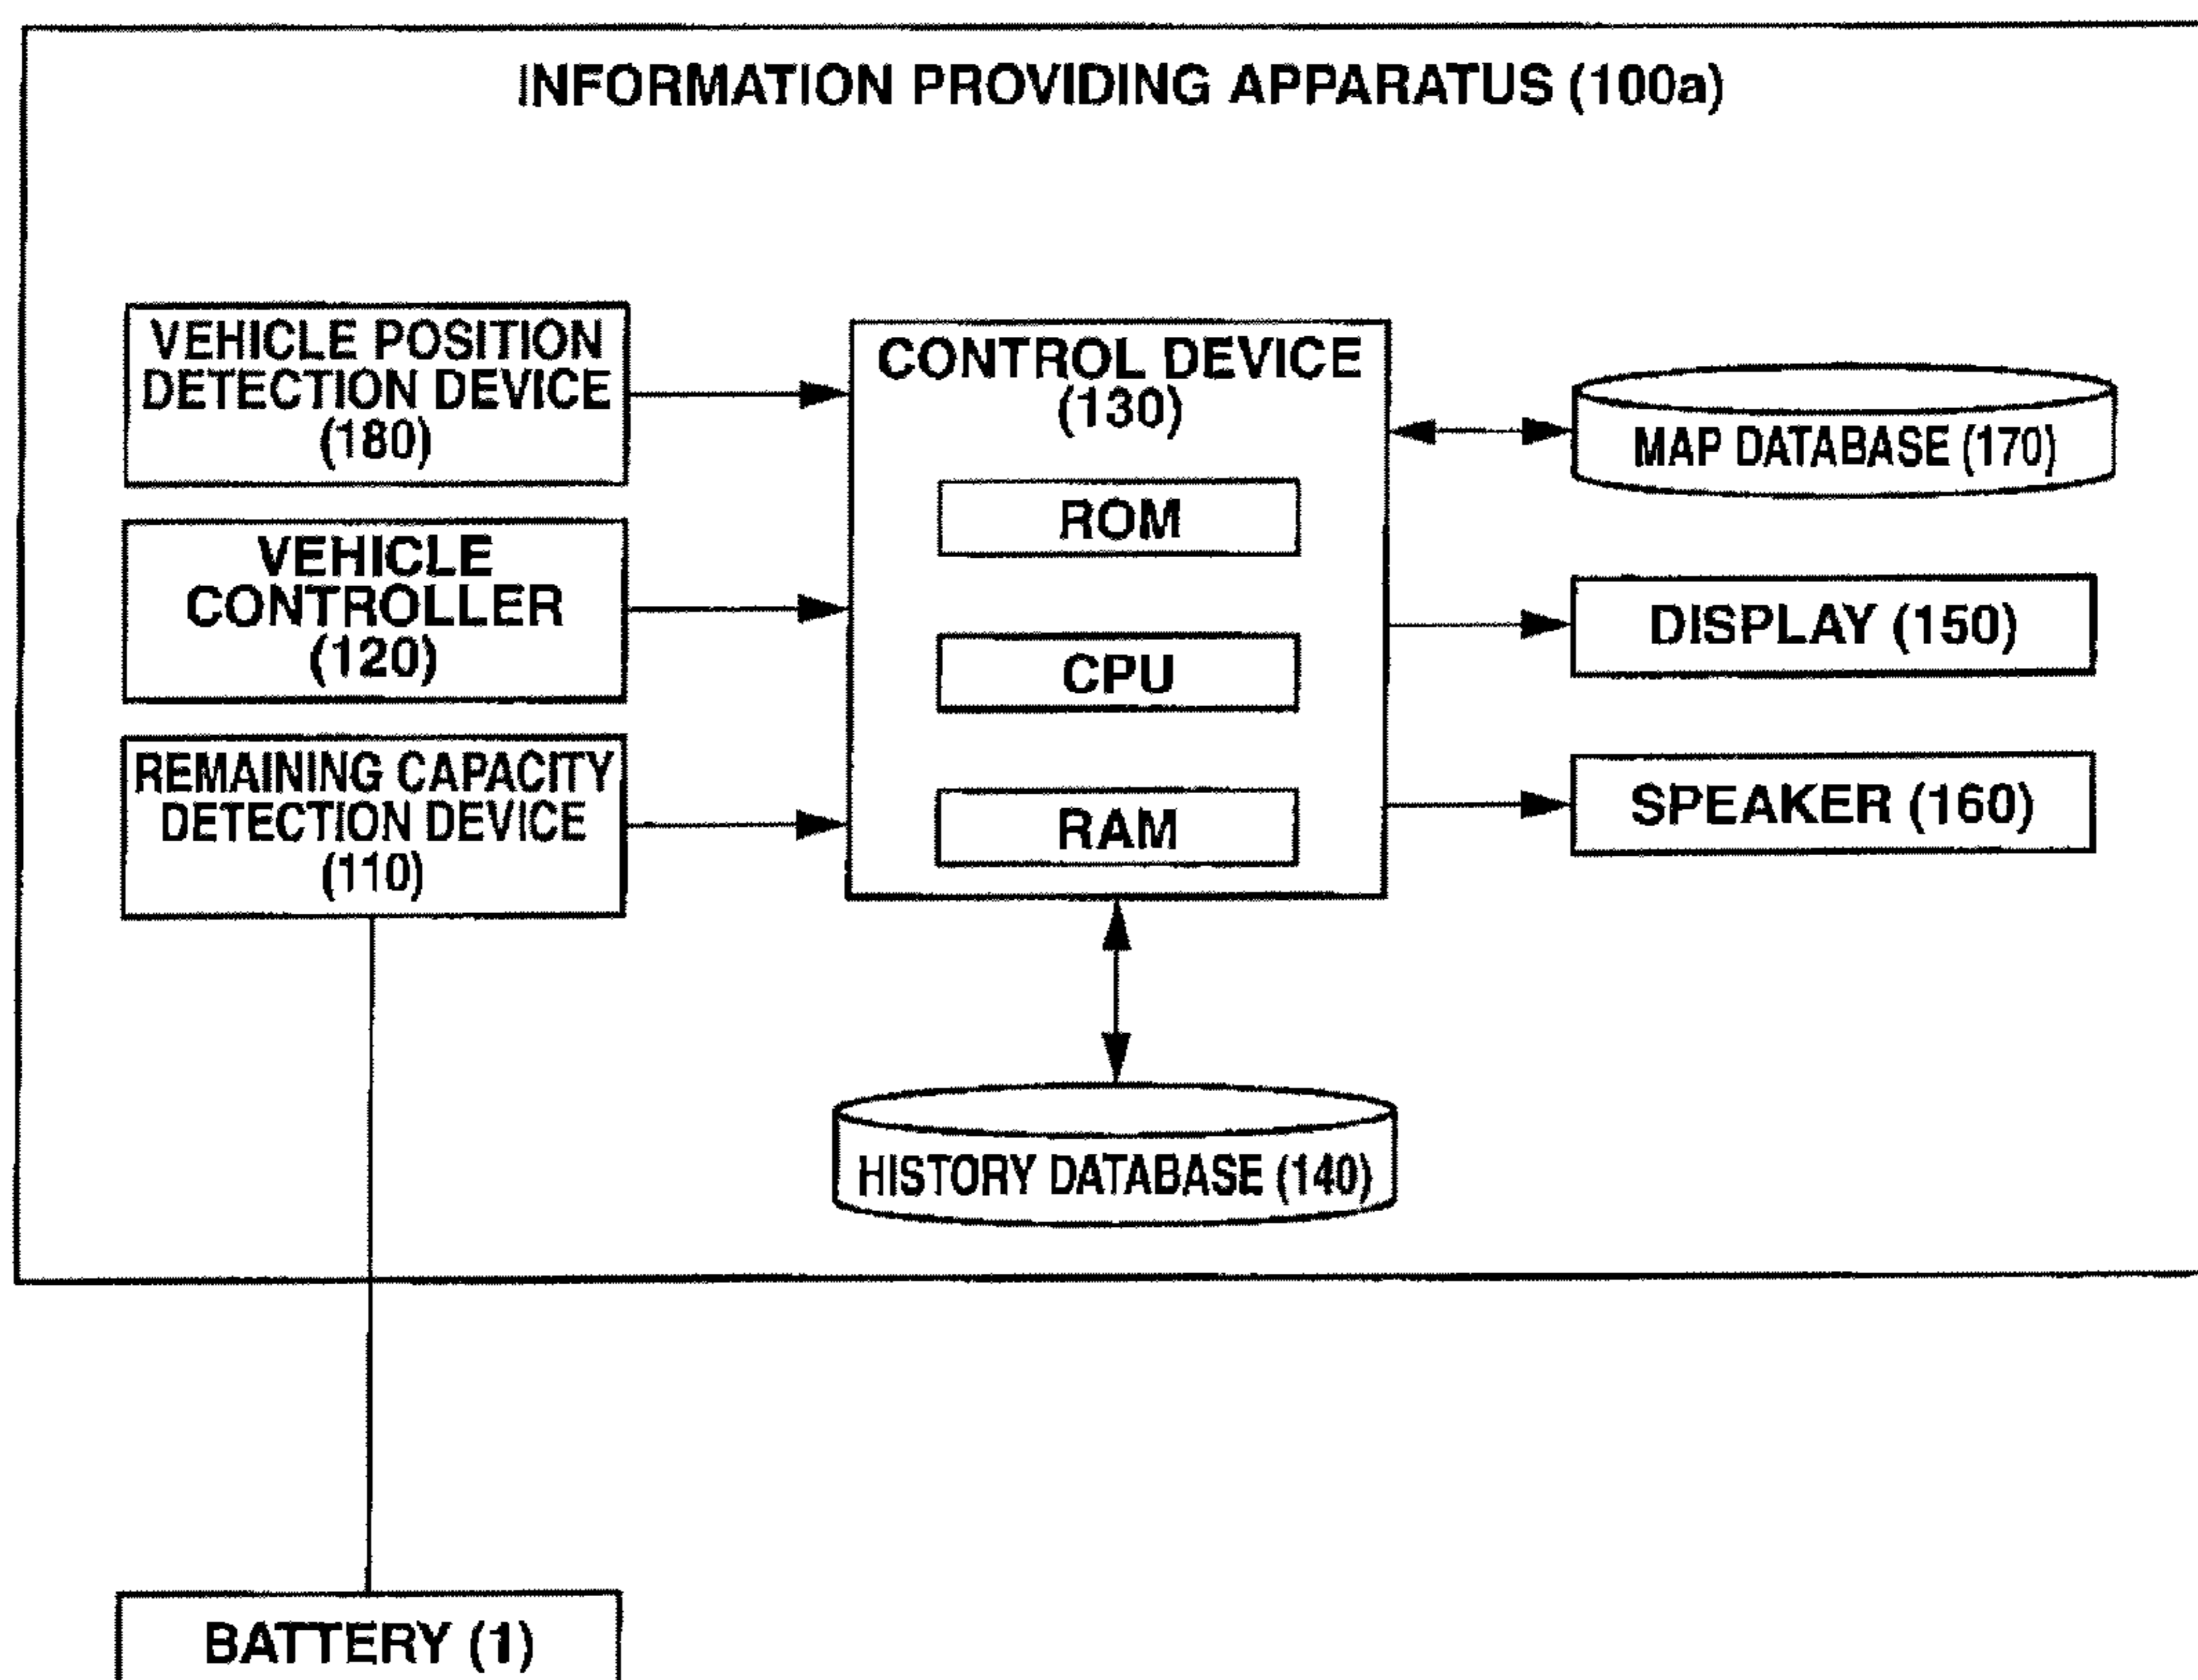 INFORMATION PROVIDING APPARATUS (100a)
VEHICLE POSITION
DETECTION DEVICE
(180)
VEHICLE
CONTROLLER
(120)
REMAINING CAPACITY
DETECTION DEVICE
(110)
CONTROL DEVICE
(130)
ROM
CPU
RAM
MAP DATABASE (170)
DISPLAY (150)
SPEAKER (160)
HISTORY DATABASE (140)
BATTERY (1)